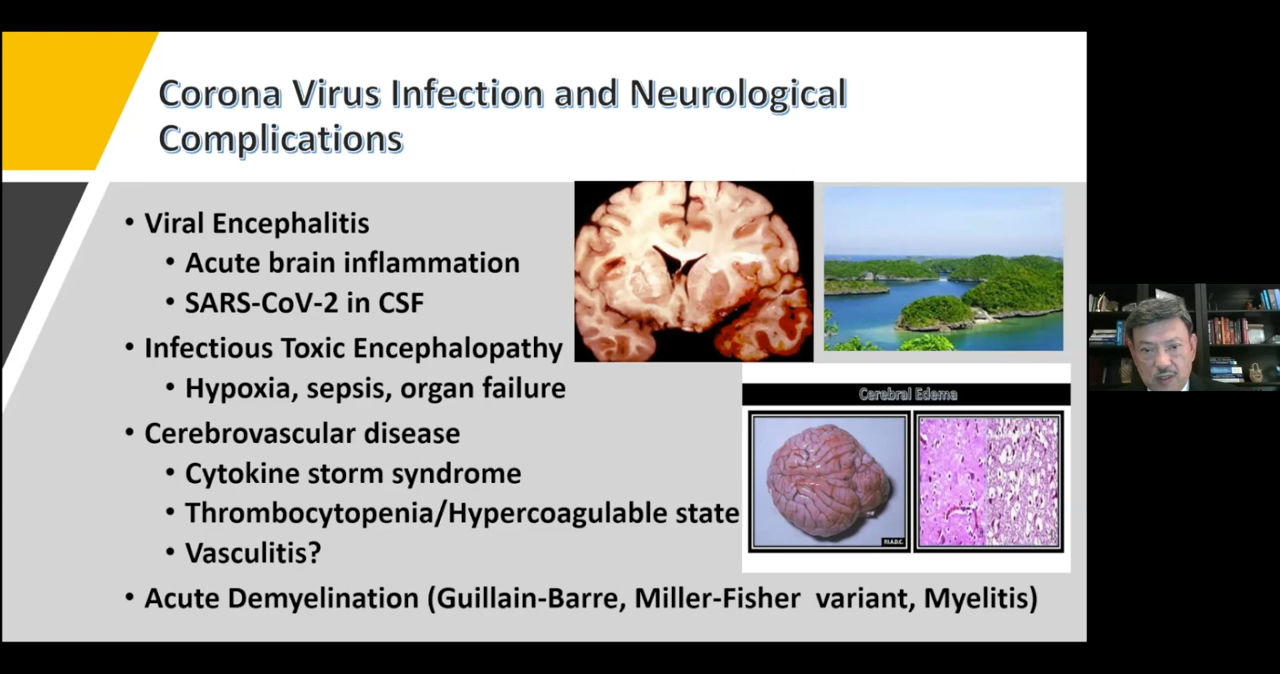 Corona Virus Infection and Neurological
Complications
• Viral Encephalitis
• Acute brain inflammation
• SARS-CoV-2 in CSF
• Infectious Toxic Encephalopathy
• Hypoxia, sepsis, organ failure
• Cerebrovascular disease
• Cytokine storm syndrome
• Thrombocytopenia/Hypercoagulable state
• Vasculitis?
• Acute Demyelination (Guillain-Barre, Miller-Fisher variant, Myelitis)
Cerebral Edema